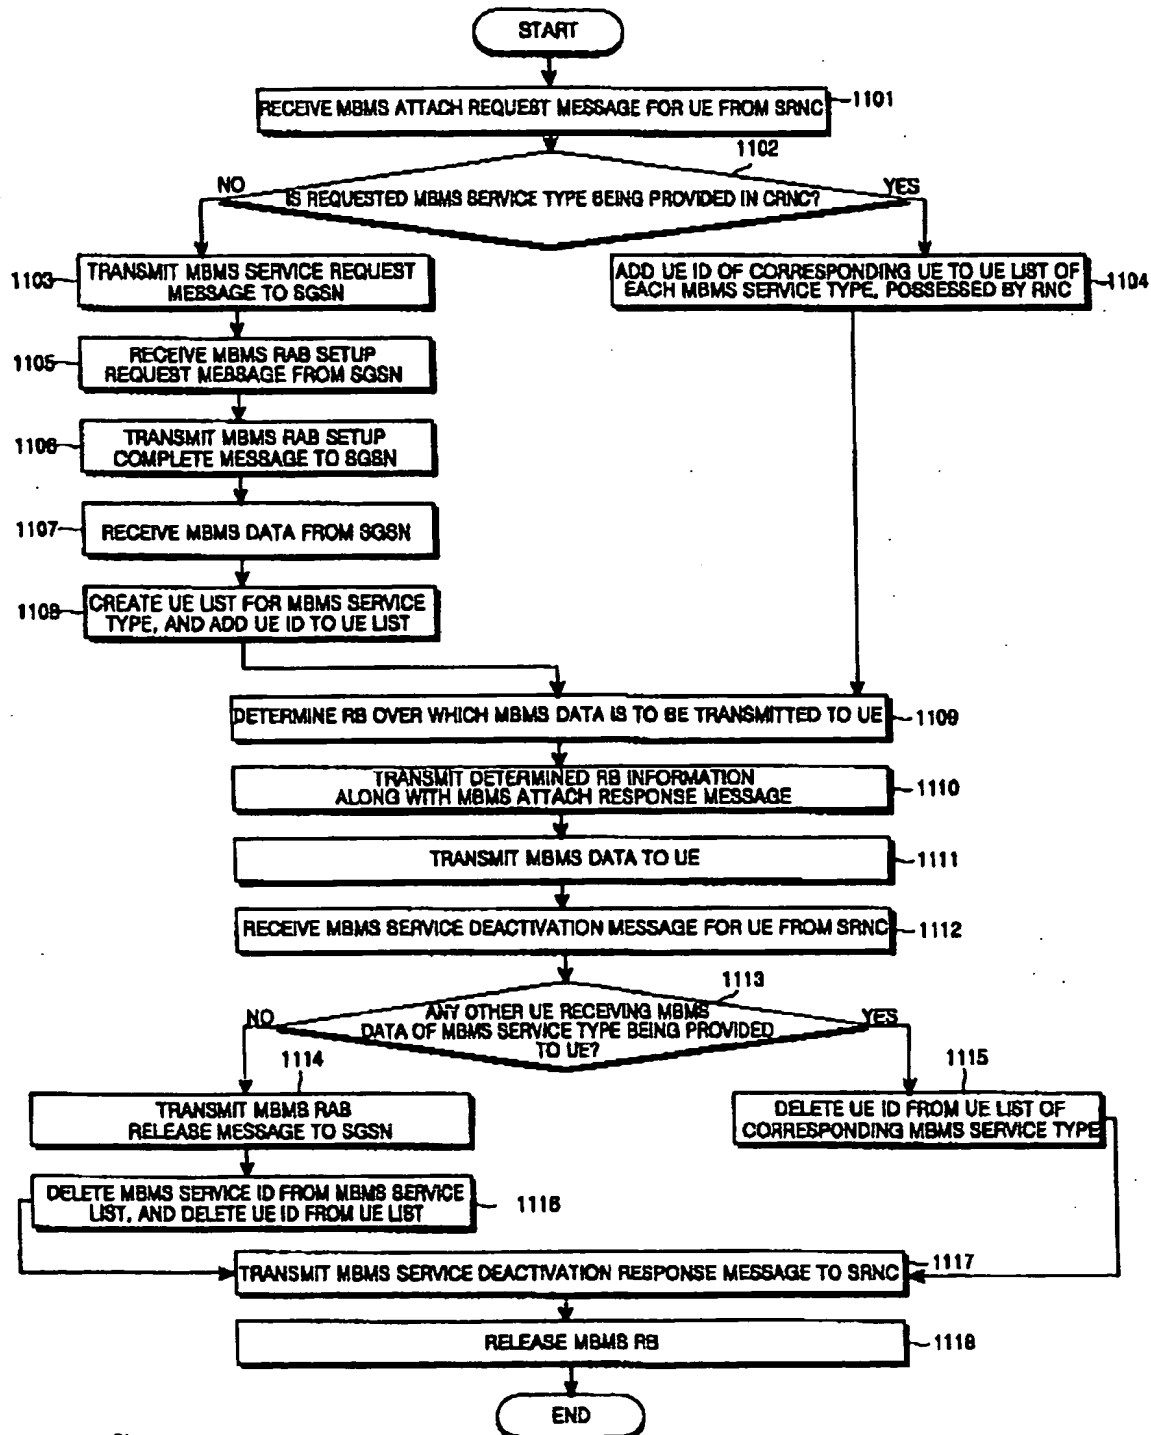 START
RECEIVE MBMS ATTACH REQUEST MESSAGE FOR UE FROM SRNC
1101
1102
NO
IS REQUESTED MBMS SERVICE TYPE BEING PROVIDED IN CRNC?
YES
1103
TRANSMIT MBMS SERVICE REQUEST
MESSAGE TO SGSN
ADD UE ID OF CORRESPONDING UE TO UE LIST OF
EACH MBMS SERVICE TYPE, POSSESSED BY RNC
1104
1105
RECEIVE MBMS RAB SETUP
REQUEST MESSAGE FROM SGSN
1106
TRANSMIT MBMS RAB SETUP
COMPLETE MESSAGE TO SGSN
1107
RECEIVE MBMS DATA FROM SGSN
1108
CREATE UE LIST FOR MBMS SERVICE
TYPE, AND ADD UE ID TO UE LIST
DETERMINE RB OVER WHICH MBMS DATA IS TO BE TRANSMITTED TO UE
1109
TRANSMIT DETERMINED RB INFORMATION
ALONG WITH MBMS ATTACH RESPONSE MESSAGE
1110
TRANSMIT MBMS DATA TO UE
1111
RECEIVE MBMS SERVICE DEACTIVATION MESSAGE FOR UE FROM SRNC
1112
1113
NO
ANY OTHER UE RECEIVING MBMS
DATA OF MBMS SERVICE TYPE BEING PROVIDED
TO UE?
YES
1114
TRANSMIT MBMS RAB
RELEASE MESSAGE TO SGSN
1115
DELETE UE ID FROM UE LIST OF
CORRESPONDING MBMS SERVICE TYPE
DELETE MBMS SERVICE ID FROM MBMS SERVICE
LIST, AND DELETE UE ID FROM UE LIST
1116
TRANSMIT MBMS SERVICE DEACTIVATION RESPONSE MESSAGE TO SRNC
1117
RELEASE MBMS RB
1118
END